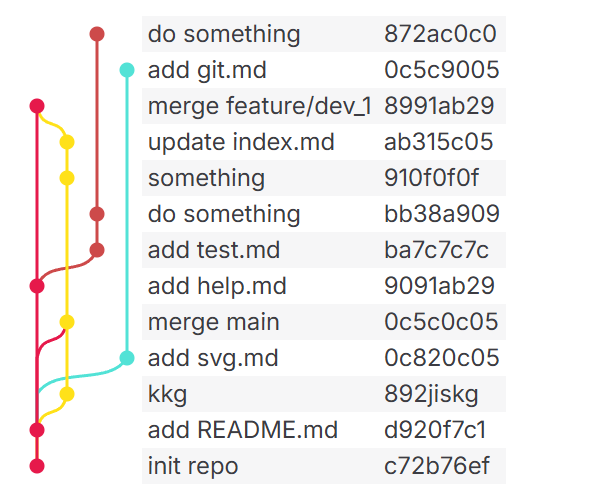 do something 872ac0c0
add git.md 0c5c9005
merge feature/dev_1 8991ab29
update index.md ab315c05
something 910f0f0f
do something bb38a909
add test.md ba7c7c7c
add help.md 9091ab29
merge main 0c5c0c05
add svg.md 0c820c05
kkg 892jiskg
add README.md d920f7c1
init repo c72b76ef